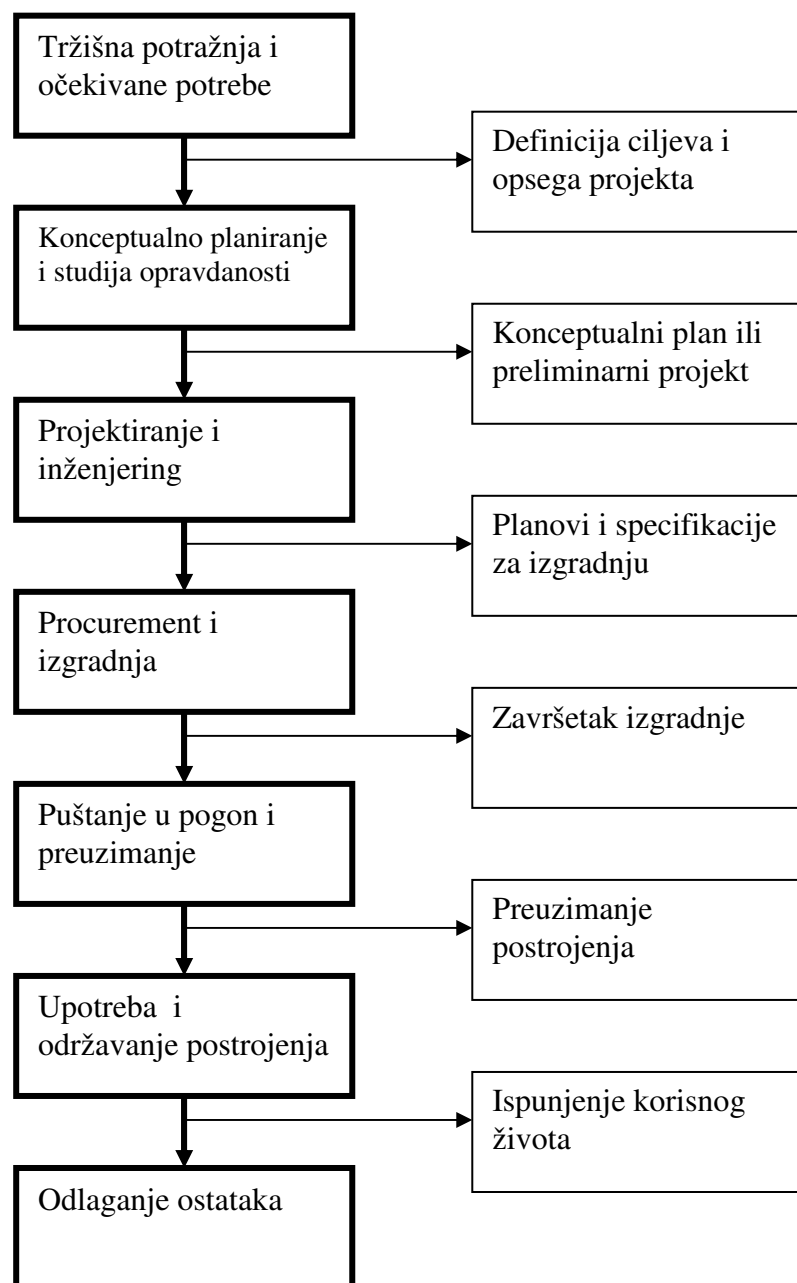 Tržišna potražnja i
očekivane potrebe
Definicija ciljeva i
opsega projekta
Konceptualno planiranje
i studija opravdanosti
Konceptualni plan ili
preliminarni projekt
Projektiranje i
inženjering
Planovi i specifikacije
za izgradnju
Procurement i
izgradnja
Završetak izgradnje
Puštanje u pogon i
preuzimanje
Preuzimanje
postrojenja
Upotreba i
održavanje postrojenja
Ispunjenje korisnog
života
Odlaganje ostataka